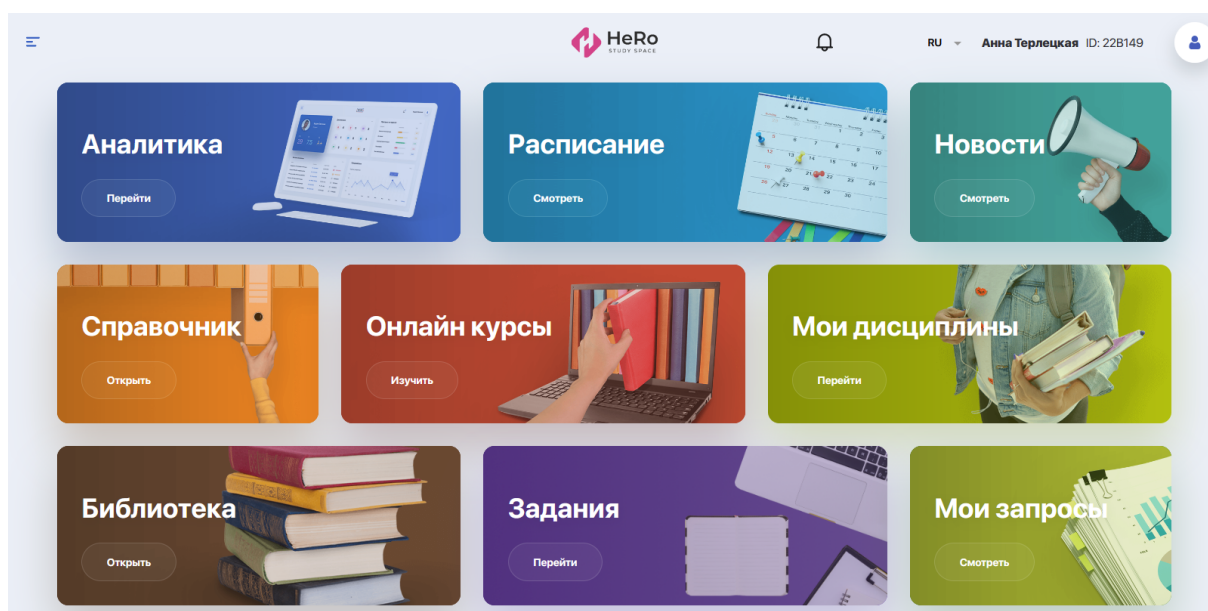 HeRo
STUDY SPACE
RU
Анна Терлецкая ID: 22B149
Аналитика
Перейти
Расписание
Смотреть
Новости
Смотреть
Справочник
Открыть
Онлайн курсы
Изучить
Мои дисциплины
Перейти
Библиотека
Открыть
Задания
Перейти
Мои запросы
Смотреть